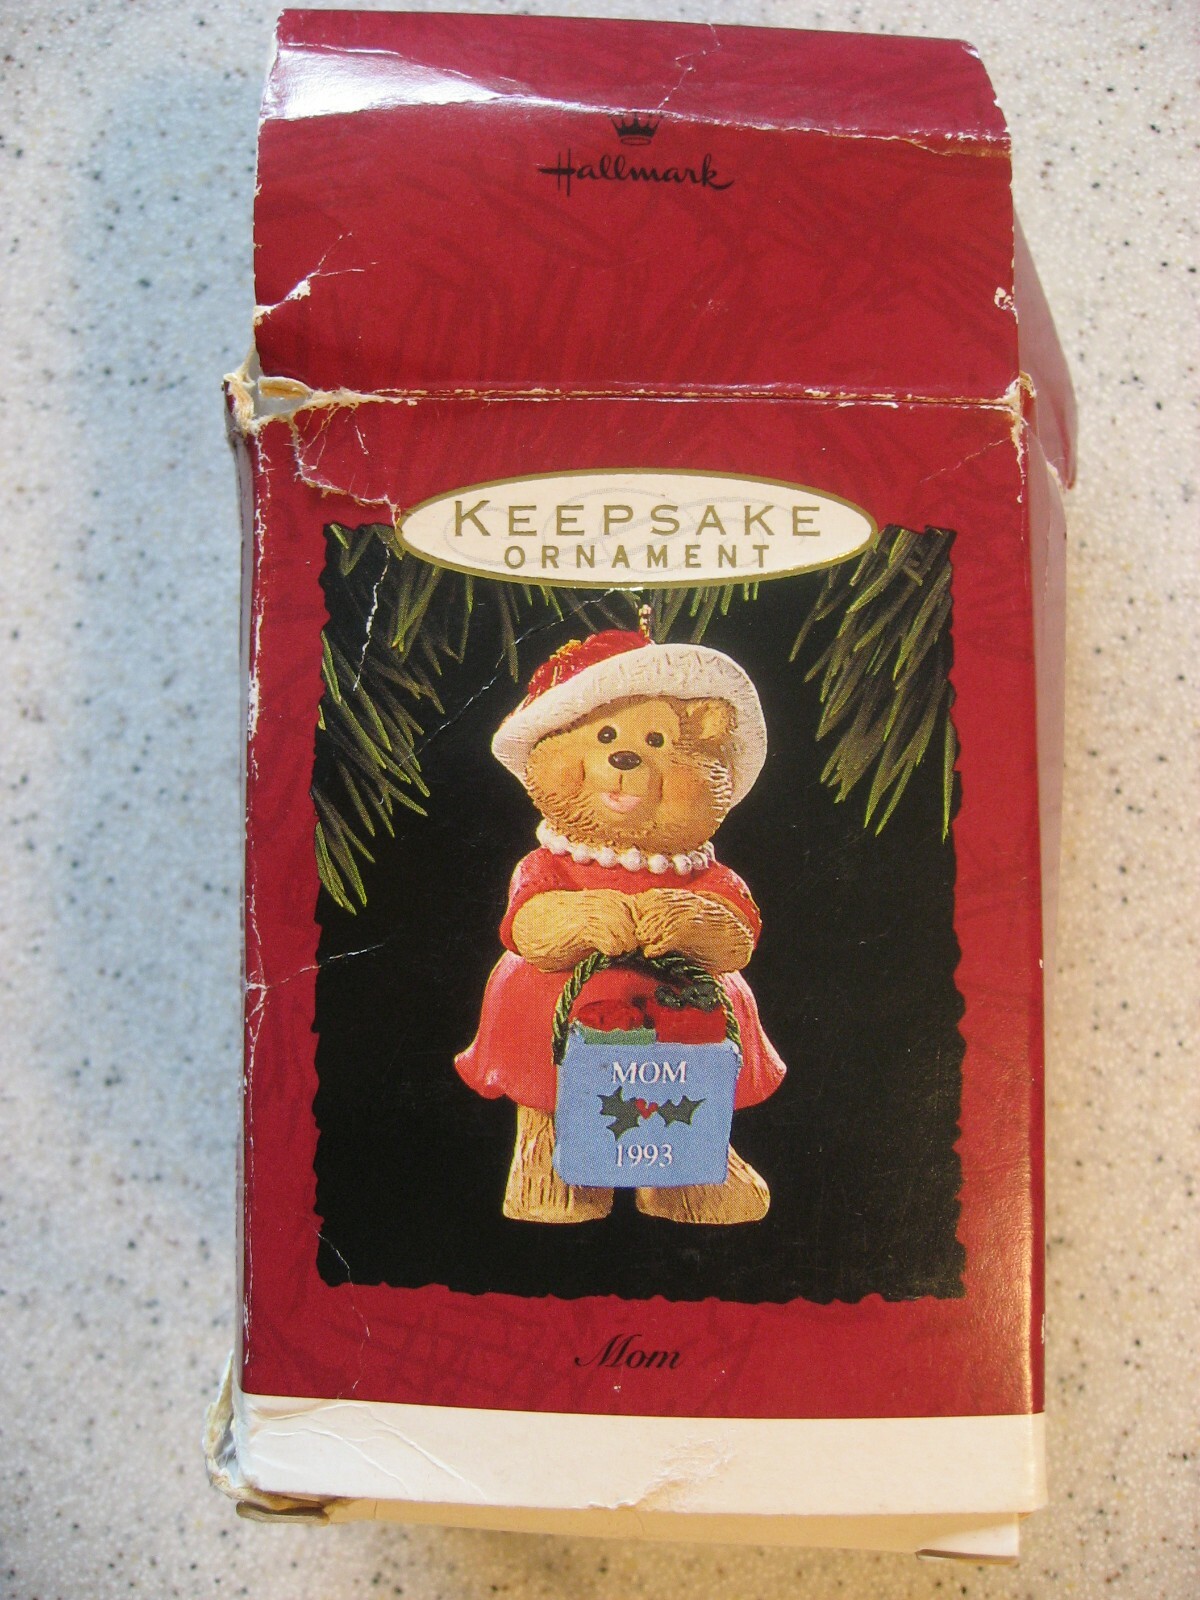 Hallmark
KEEPSAKE
ORNAMENT
MOM
1993
Mom